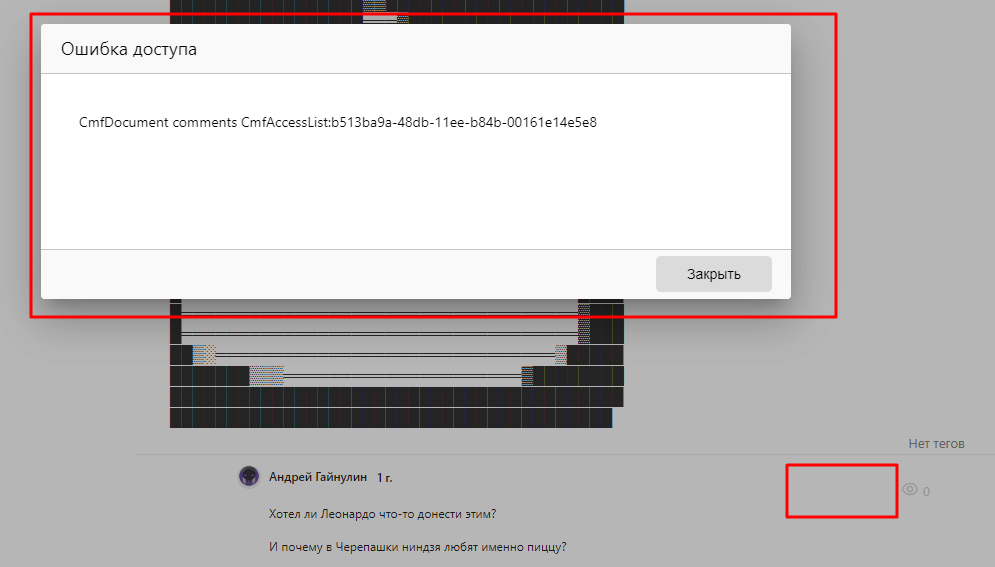 Ошибка доступа
CmfDocument comments CmfAccessList:b513ba9a-48db-11ee-b84b-00161e14e5e8
Закрыть
Нет тегов
Андрей Гайнулин 1 г.
0
Хотел ли Леонардо что-то донести этим?
И почему в Черепашки ниндзя любят именно пиццу?